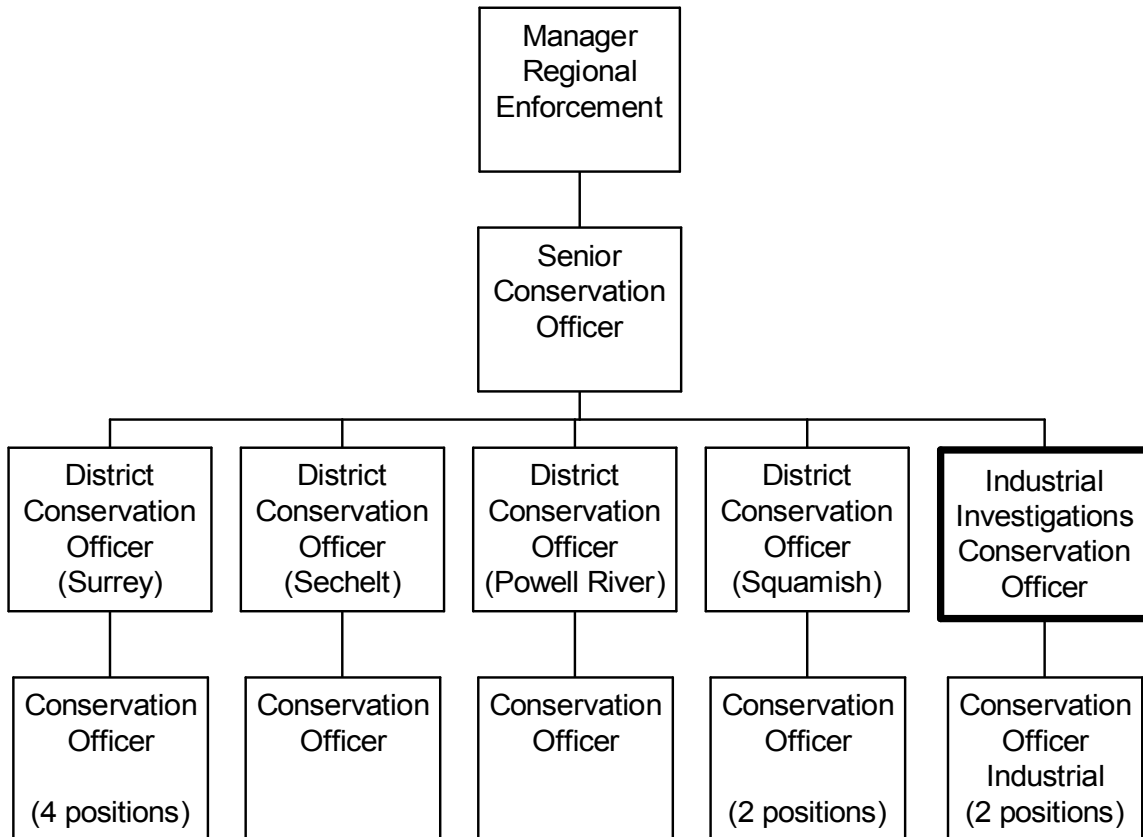 Manager
Regional
Enforcement
Senior
Conservation
Officer
District
Conservation
Officer
(Surrey)
District
Conservation
Officer
(Sechelt)
District
Conservation
Officer
(Powell River)
District
Conservation
Officer
(Squamish)
Industrial
Investigations
Conservation
Officer
Conservation
Officer
(4 positions)
Conservation
Officer
Conservation
Officer
Conservation
Officer
(2 positions)
Conservation
Officer
Industrial
(2 positions)